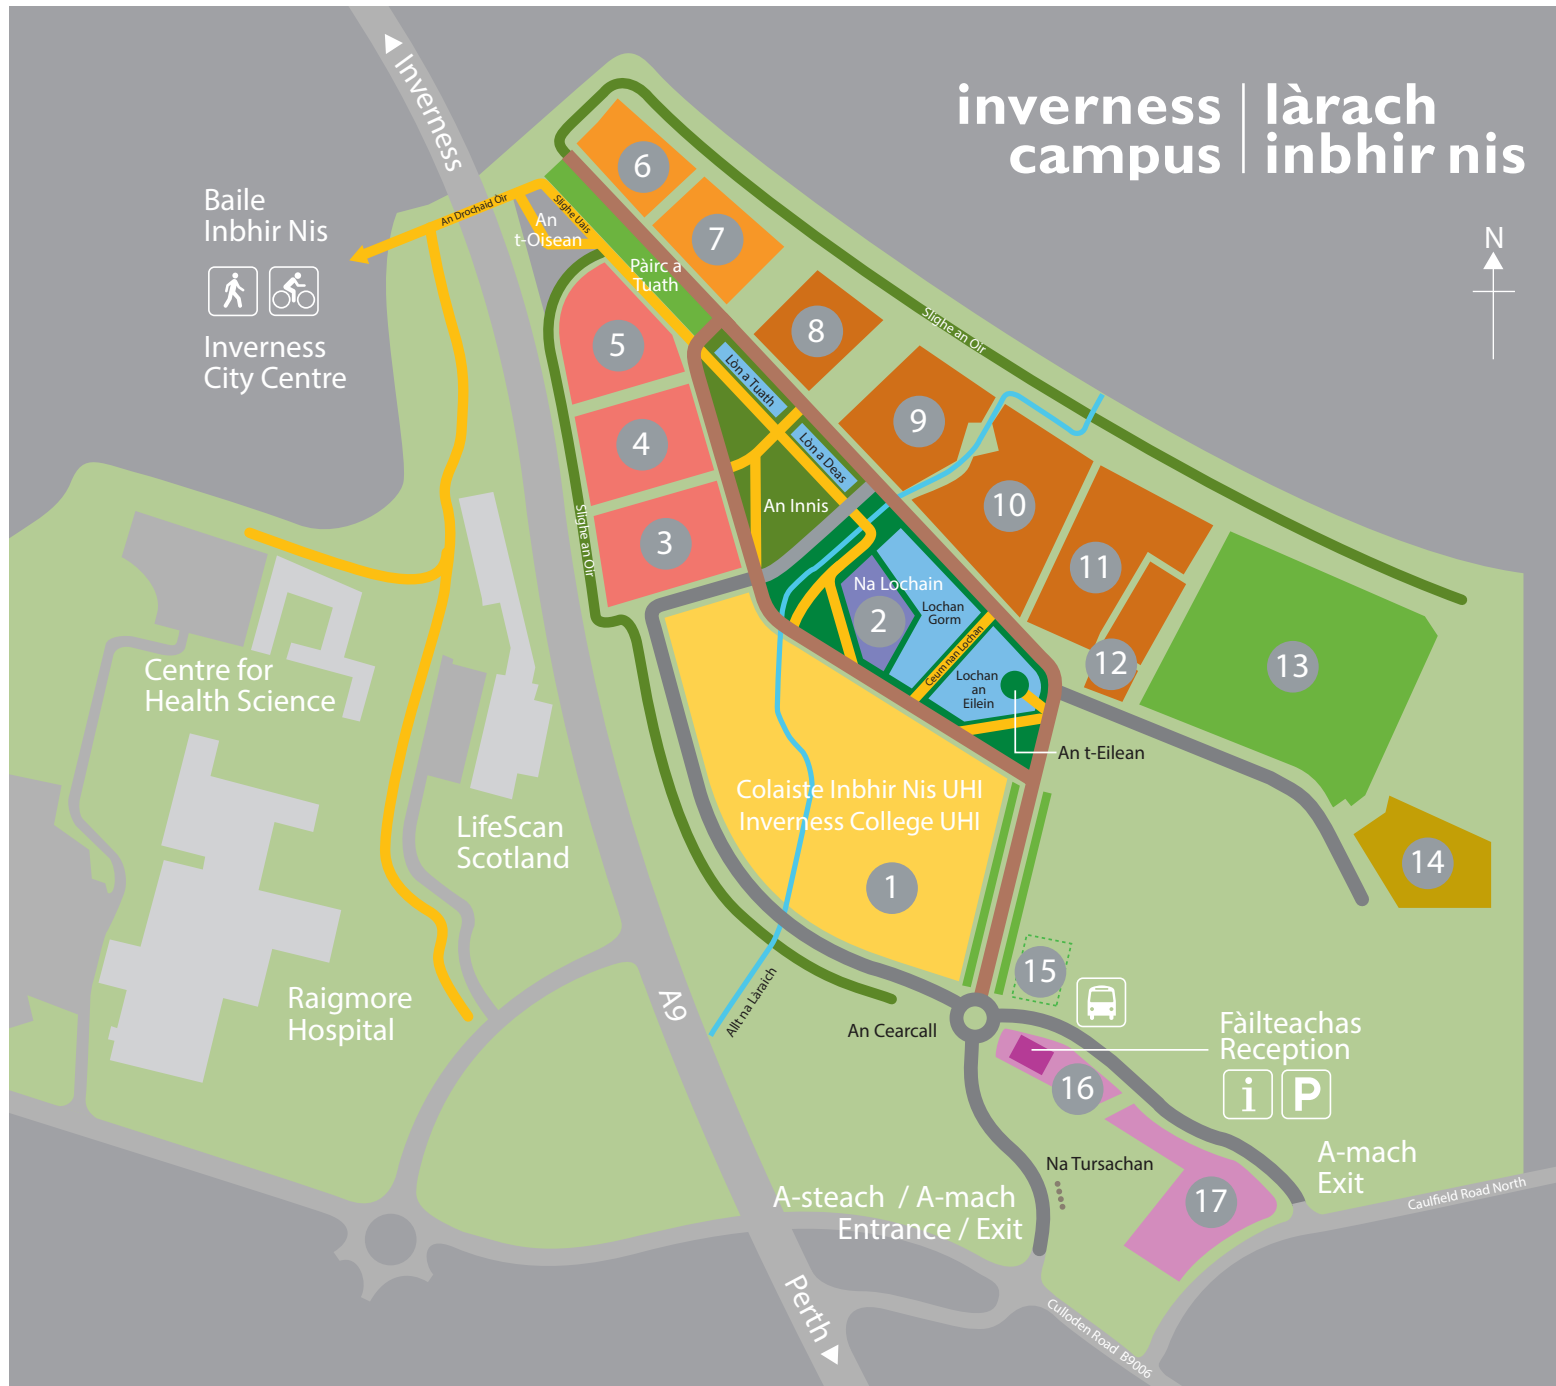 inverness
campus
làrach
inbhir nis
Inverness
Baile
Inbhir Nis
Inverness
City Centre
An Drochaid Òir
Slighe Uais
An
t-Oisean
Pàirc a
Tuath
6
7
8
9
10
11
12
13
14
5
4
3
Slighe an Oir
Slighe an Oir
Lòn a Tuath
Lòn a Deas
An Innis
Na Lochain
2
Lochan
Gorm
Ceum nan Lochan
Lochan
an
Eilein
An t-Eilean
N
Centre for
Health Science
LifeScan
Scotland
Raigmore
Hospital
Colaiste Inbhir Nis UHI
Inverness College UHI
1
A9
Allt na Làraich
An Cearcall
15
Fàilteachas
Reception
i
P
16
17
Na Tursachan
A-steach / A-mach
Entrance / Exit
A-mach
Exit
Caulfield Road North
Culloden Road B9006
Perth